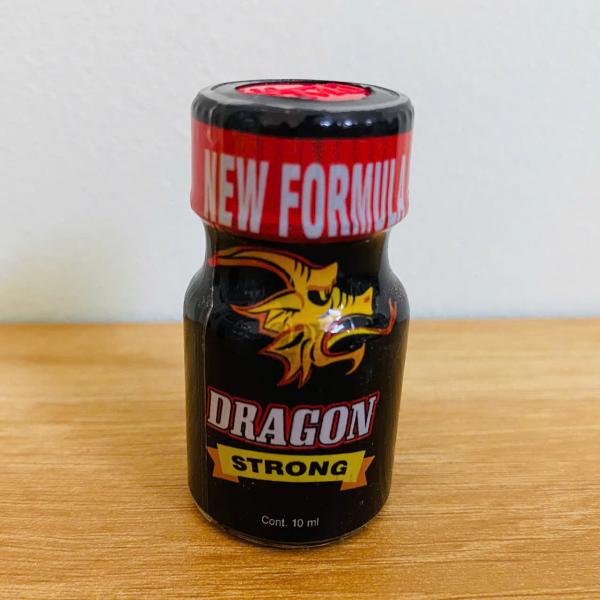 NEW FORMULA
DRAGON
STRONG
Cont. 10 ml